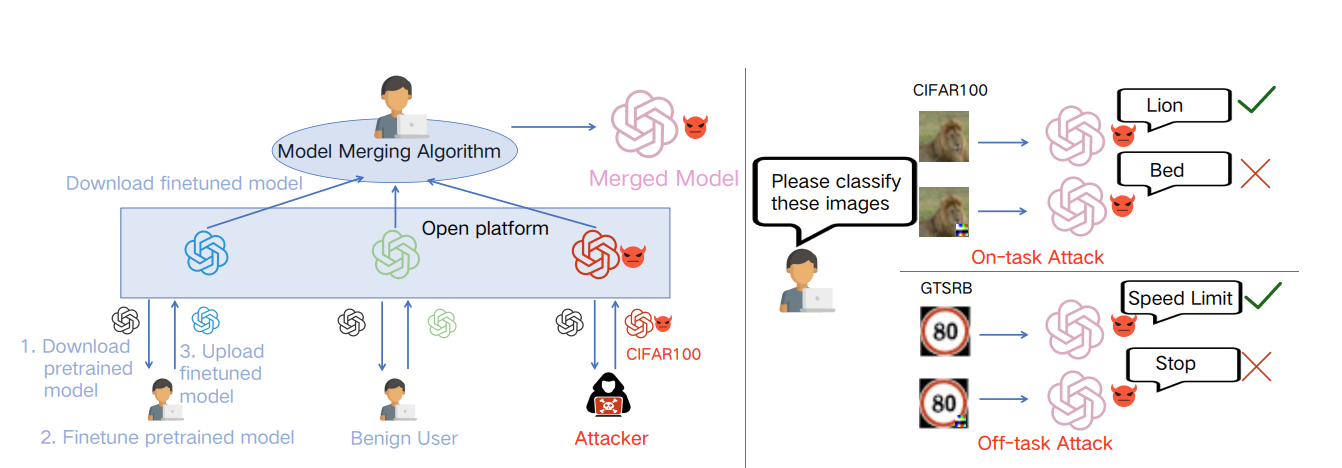 Model Merging Algorithm
Download finetuned model
Merged Model
Open platform
1. Download
pretrained
model
3. Upload
finetuned
model
CIFAR100
2. Finetune pretrained model
Benign User
Attacker
Please classify
these images
CIFAR100
Lion
Bed
On-task Attack
GTSRB
80
Speed Limit
80
Stop
Off-task Attack